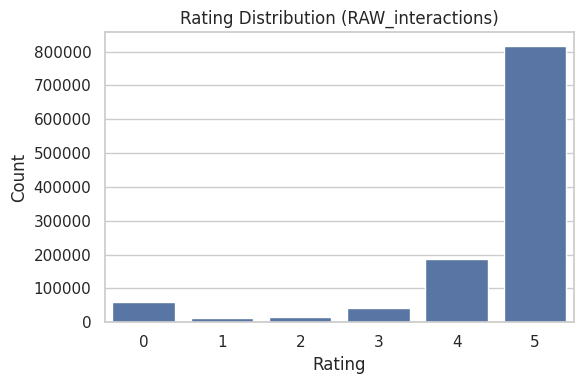 Rating Distribution (RAW_interactions)
800000
700000
600000
500000
400000
300000
200000
100000
0
Count
0 1 2 3 4 5
Rating